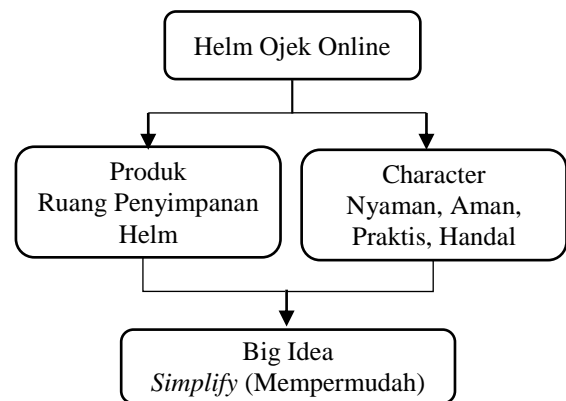 Helm Ojek Online
Produk
Ruang Penyimpanan
Helm
Character
Nyaman, Aman,
Praktis, Handal
Big Idea
Simplify (Mempermudah)